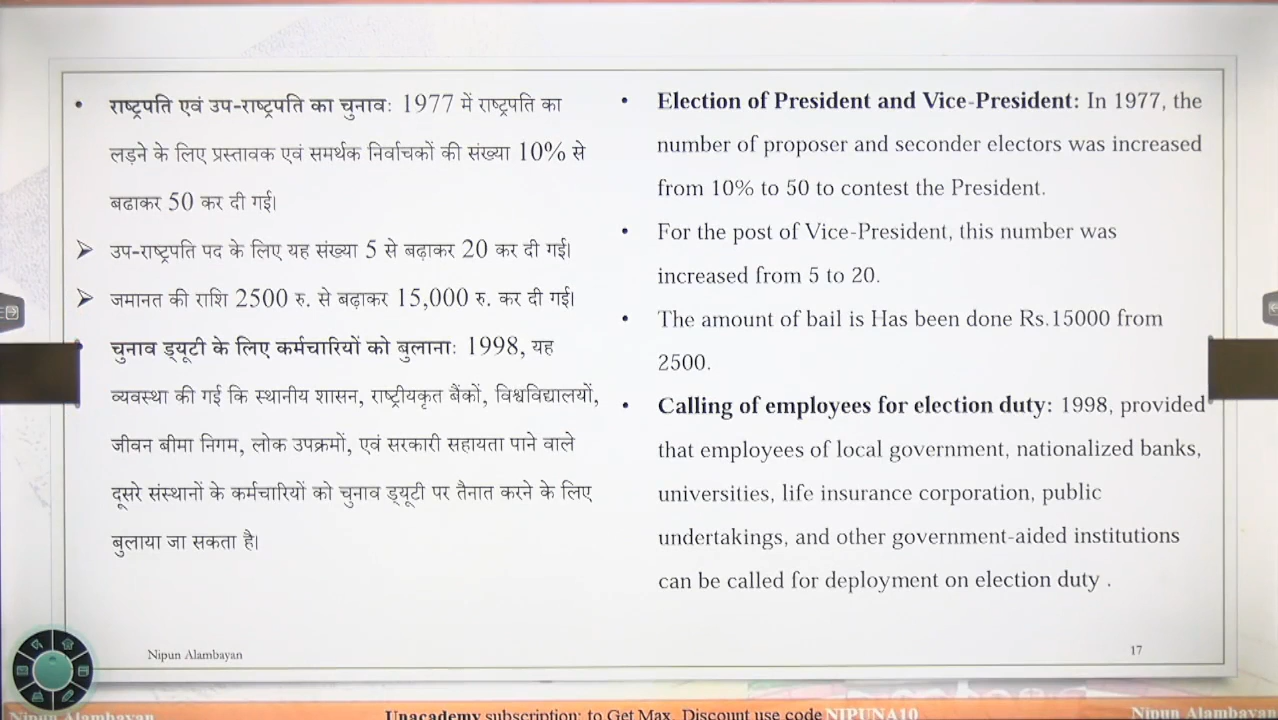 • राष्ट्रपति एवं उप-राष्ट्रपति का चुनावः 1977 में राष्ट्रपति का
लड़ने के लिए प्रस्तावक एवं समर्थक निर्वाचकों की संख्या 10% से
बढाकर 50 कर दी गई।
➢ उप-राष्ट्रपति पद के लिए यह संख्या 5 से बढ़ाकर 20 कर दी गई।
➢ जमानत की राशि 2500 रु. से बढ़ाकर 15,000 रु. कर दी गई।
• चुनाव ड्यूटी के लिए कर्मचारियों को बुलानाः 1998, यह
व्यवस्था की गई कि स्थानीय शासन, राष्ट्रीयकृत बैंकों, विश्वविद्यालयों,
जीवन बीमा निगम, लोक उपक्रमों, एवं सरकारी सहायता पाने वाले
दूसरे संस्थानों के कर्मचारियों को चुनाव ड्यूटी पर तैनात करने के लिए
बुलाया जा सकता है।
• Election of President and Vice-President: In 1977, the
number of proposer and seconder electors was increased
from 10% to 50 to contest the President.
• For the post of Vice-President, this number was
increased from 5 to 20.
• The amount of bail is Has been done Rs.15000 from
2500.
• Calling of employees for election duty: 1998, provided
that employees of local government, nationalized banks,
universities, life insurance corporation, public
undertakings, and other government-aided institutions
can be called for deployment on election duty .
Nipun Alambayan
17
Nipun Alambayan
Unacademy subscription: to Get Max. Discount use code NIPUNA10
Nipun Alambayan